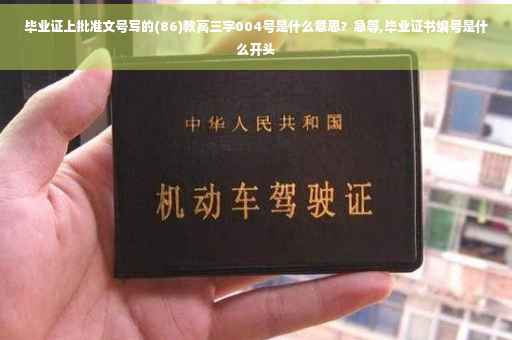 毕业证上批准文号写的(86)教高三字004号是什么意思？急等,毕业证书编号是什
么开头
中华人民共和国
机动车驾驶证